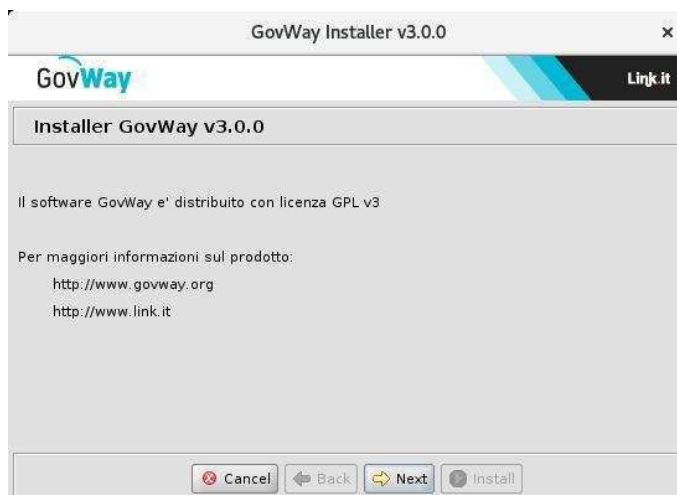 GovWay Installer v3.0.0
GovWay
Link.it
Installer GovWay v3.0.0
Il software GovWay e' distribuito con licenza GPL v3
Per maggiori informazioni sul prodotto:
http://www.govway.org
http://www.link.it
Cancel Back Next Install